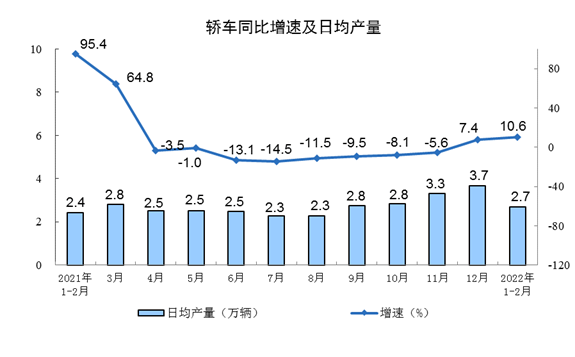 轿车同比增速及日均产量
10
8
6
4
2
0
80
40
0
-40
-80
-120
95.4
64.8
-3.5
-1.0
-13.1
-14.5
-11.5
-9.5
-8.1
-5.6
7.4
10.6
2.4
2.8
2.5
2.5
2.5
2.3
2.3
2.8
2.8
3.3
3.7
2.7
2021年
1-2月
3月
4月
5月
6月
7月
8月
9月
10月
11月
12月
2022年
1-2月
日均产量（万辆）
增速（%）